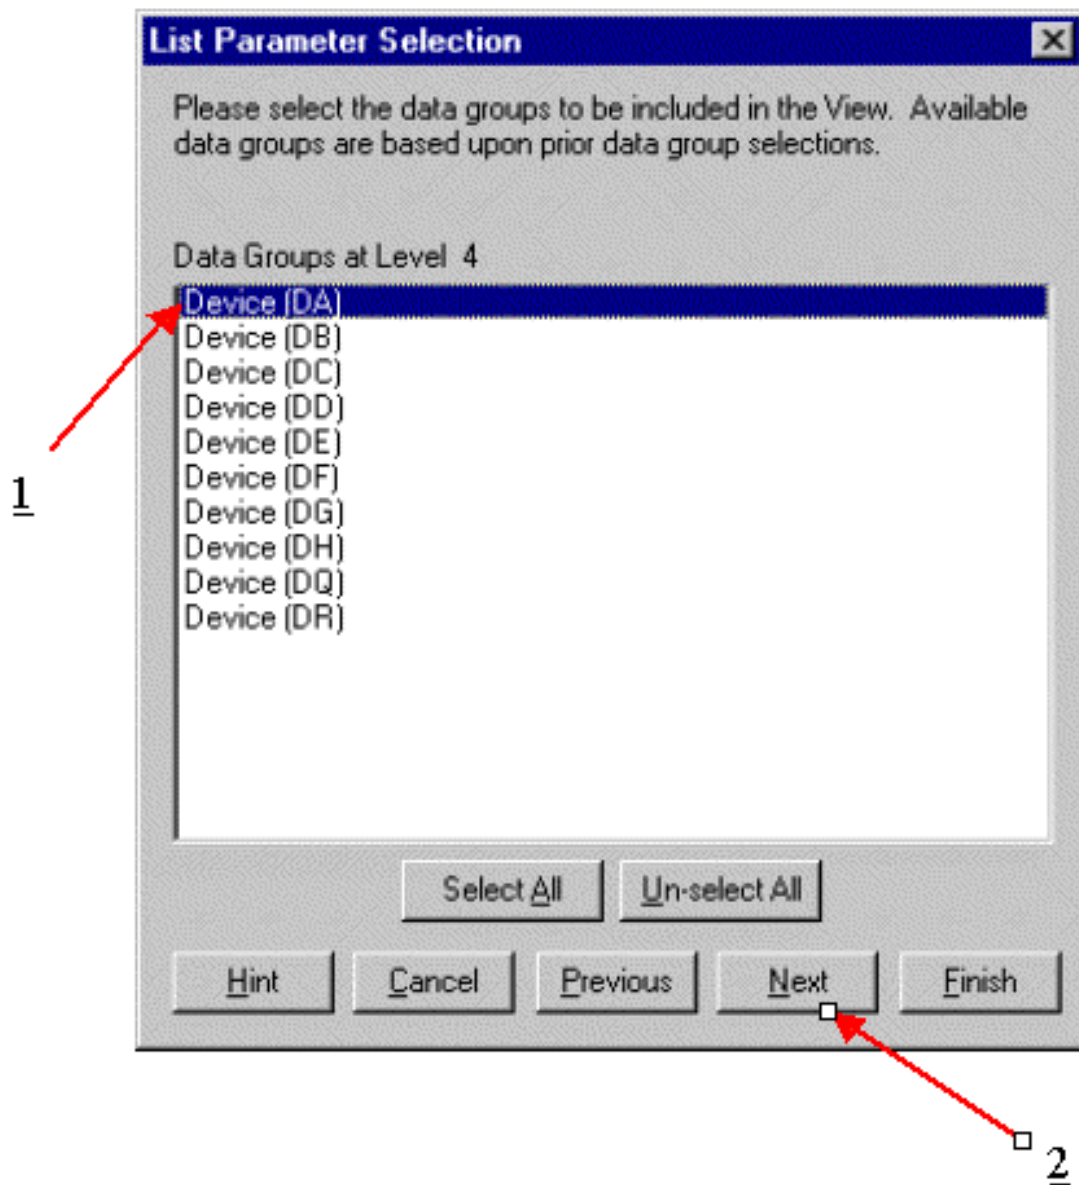 List Parameter Selection
Please select the data groups to be included in the View.  Available
data groups are based upon prior data group selections.
Data Groups at Level  4
Device (DA)
Device (DB)
Device (DC)
Device (DD)
Device (DE)
Device (DF)
Device (DG)
Device (DH)
Device (DQ)
Device (DR)
1
Select All Un-select All
Hint Cancel Previous Next Finish
2